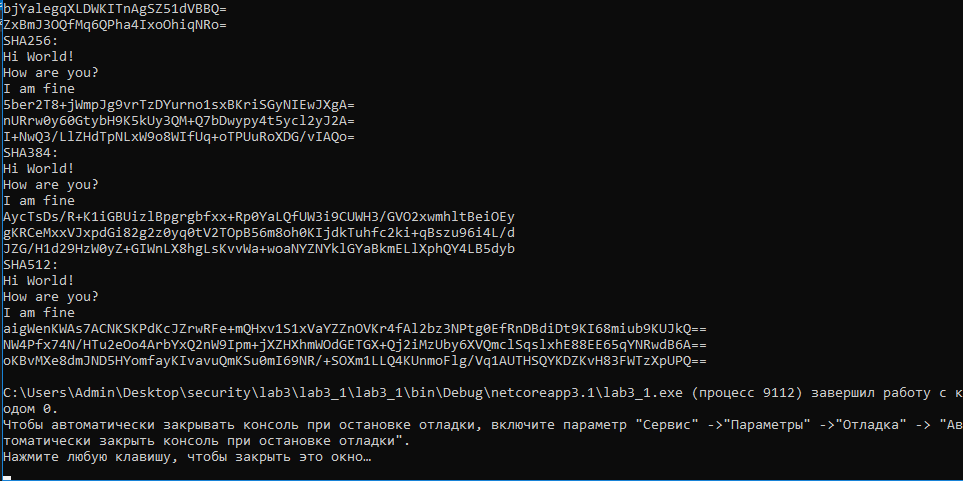 bjYalegqXLDWKITnAgSZ51dVBBQ=
ZxBmJ3OQfMq6QPha4IxoOhiqNRo=
SHA256:
Hi World!
How are you?
I am fine
5ber2T8+jWmpJg9vrTzDYurno1sxBKriSGyNIEwJXgA=
nURrw0y60GtybH9K5kUy3QM+Q7bDwypy4t5ycl2yJ2A=
I+NwQ3/LlZHdTpNLxW9o8WIfUq+oTPUuRoXDG/vIAQo=
SHA384:
Hi World!
How are you?
I am fine
AycTsDs/R+K1iGBUizlBpgrgbfxx+Rp0YaLQfUW3i9CUWH3/GVO2xwmhltBeiOEy
gKRCeMxxVJxpdGi82g2z0yq0tV2TOpB56m8oh0KIjdkTuhfc2ki+qBszu96i4L/d
JZG/H1d29HzW0yZ+GIWnLX8hgLsKvvWa+woaNYZNYklGYaBkmELlXphQY4LB5dyb
SHA512:
Hi World!
How are you?
I am fine
aigWenKWAs7ACNKSKPdKcJZrwRFe+mQHxv1S1xVaYZZnOVKr4fAl2bz3NPtg0EfRnDBdiDt9KI68miub9KUJkQ==
NW4Pfx74N/HTu2eOo4ArbYxQ2nW9Ipm+jXZHXhmWOdGETGX+Qj2iMzUby6XVQmclSqslxhE88EE65qYNRwdB6A==
oKBvMXe8dmJND5HYomfayKIvavuQmKSu0mI69NR/+SOXm1LLQ4KUnmoFlg/Vq1AUTHSQYKDZKvH83FWTzXpUPQ==
C:\Users\Admin\Desktop\security\lab3\lab3_1\lab3_1\bin\Debug\netcoreapp3.1\lab3_1.exe (процесс 9112) завершил работу с к
одом 0.
Чтобы автоматически закрывать консоль при остановке отладки, включите параметр "Сервис" ->"Параметры" ->"Отладка" -> "Ав
томатически закрыть консоль при остановке отладки".
Нажмите любую клавишу, чтобы закрыть это окно…